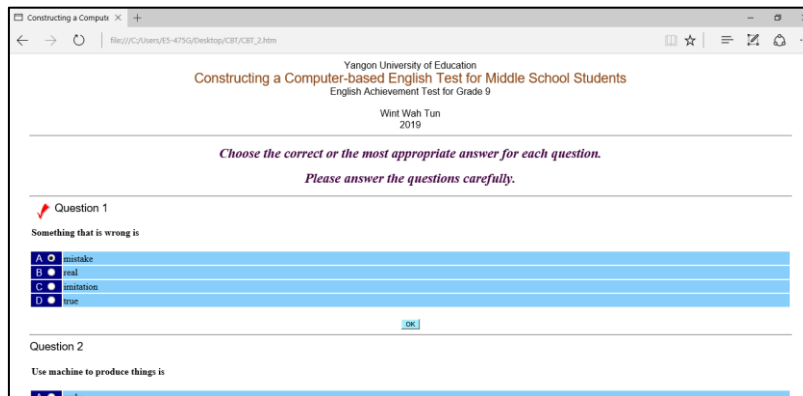 Constructing a Compute
file:///C:/Users/E5-475G/Desktop/CBT/CBT_2.htm
Yangon University of Education
Constructing a Computer-based English Test for Middle School Students
English Achievement Test for Grade 9
Wint Wah Tun
2019
Choose the correct or the most appropriate answer for each question.
Please answer the questions carefully.
Question 1
Something that is wrong is
A mistake
B real
C imitation
D true
OK
Question 2
Use machine to produce things is